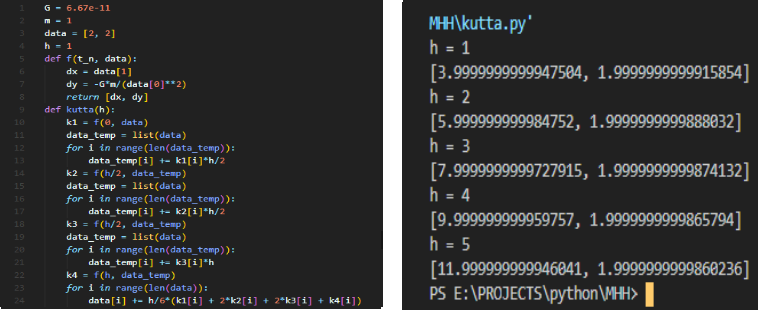 1 G = 6.67e-11
2 m = 1
3 data = [2, 2]
4 h = 1
5 def f(t_n, data):
6 dx = data[1]
7 dy = -G*m/(data[0]**2)
8 return [dx, dy]
9 def kutta(h):
10 k1 = f(0, data)
11 data_temp = list(data)
12 for i in range(len(data_temp)):
13 data_temp[i] += k1[i]*h/2
14 k2 = f(h/2, data_temp)
15 data_temp = list(data)
16 for i in range(len(data_temp)):
17 data_temp[i] += k2[i]*h/2
18 k3 = f(h/2, data_temp)
19 data_temp = list(data)
20 for i in range(len(data_temp)):
21 data_temp[i] += k3[i]*h
22 k4 = f(h, data_temp)
23 for i in range(len(data)):
24 data[i] += h/6*(k1[i] + 2*k2[i] + 2*k3[i] + k4[i])
MHH\kutta.py'
h = 1
[3.9999999999947504, 1.9999999999915854]
h = 2
[5.999999999984752, 1.9999999999888032]
h = 3
[7.9999999999727915, 1.9999999999874132]
h = 4
[9.999999999959757, 1.9999999999865794]
h = 5
[11.999999999946041, 1.9999999999860236]
PS E:\PROJECTS\python\MHH>